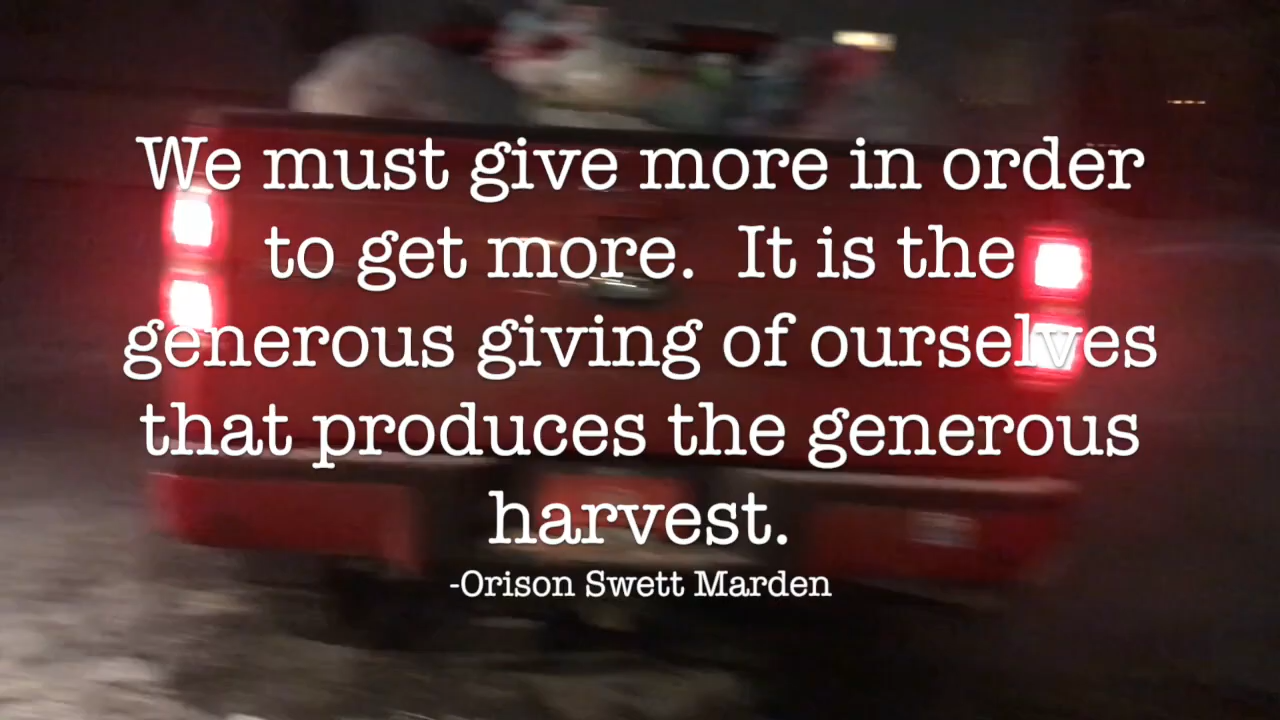 We must give more in order
to get more.  It is the
generous giving of ourselves
that produces the generous
harvest.
-Orison Swett Marden